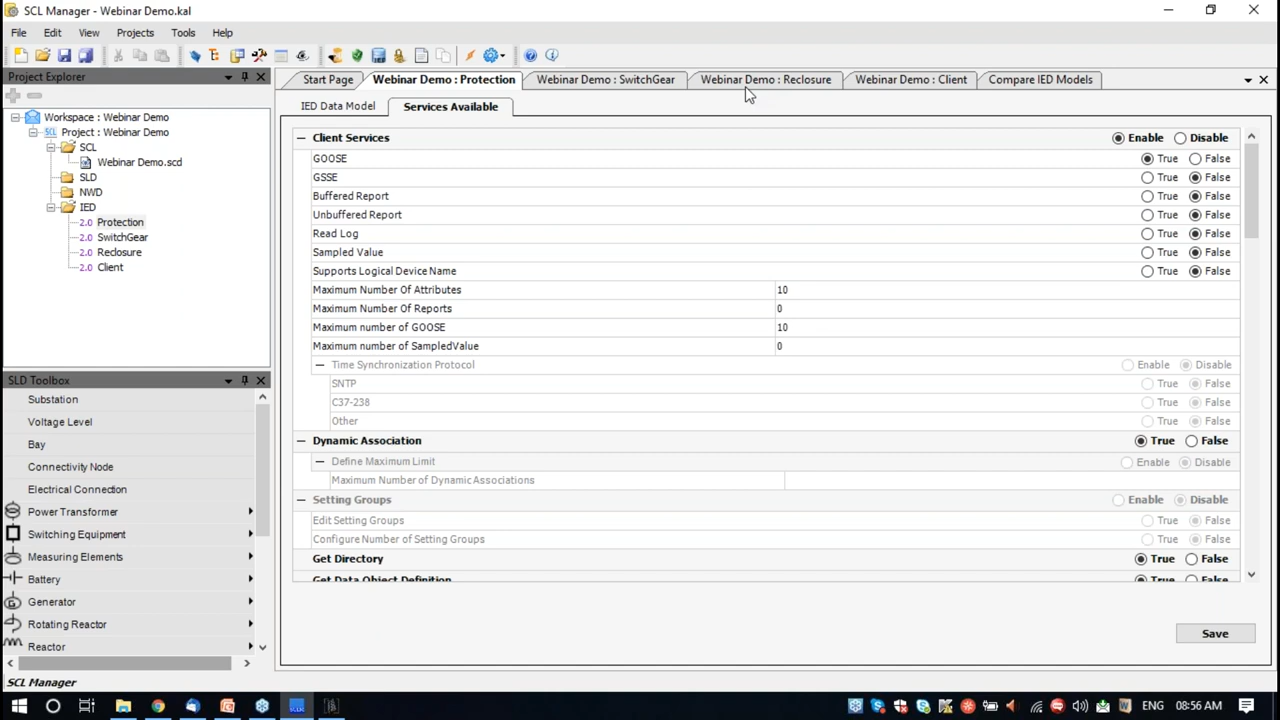 SCL Manager - Webinar Demo.kal
File Edit View Projects Tools Help
Project Explorer
Workspace : Webinar Demo
Project : Webinar Demo
SCL
Webinar Demo.scd
SLD
NWD
IED
2.0 Protection
2.0 SwitchGear
2.0 Reclosure
2.0 Client
SLD Toolbox
Substation
Voltage Level
Bay
Connectivity Node
Electrical Connection
Power Transformer
Switching Equipment
Measuring Elements
Battery
Generator
Rotating Reactor
Reactor
Start Page Webinar Demo : Protection Webinar Demo : SwitchGear Webinar Demo : Reclosure Webinar Demo : Client Compare IED Models
IED Data Model Services Available
Client Services Enable Disable
GOOSE True False
GSSE True False
Buffered Report True False
Unbuffered Report True False
Read Log True False
Sampled Value True False
Supports Logical Device Name True False
Maximum Number Of Attributes 10
Maximum Number Of Reports 0
Maximum number of GOOSE 10
Maximum number of SampledValue 0
Time Synchronization Protocol Enable Disable
SNTP True False
C37-238 True False
Other True False
Dynamic Association True False
Define Maximum Limit Enable Disable
Maximum Number of Dynamic Associations
Setting Groups Enable Disable
Edit Setting Groups True False
Configure Number of Setting Groups True False
Get Directory True False
Get Data Object Definition True False
Save
SCL Manager
ENG 08:56 AM